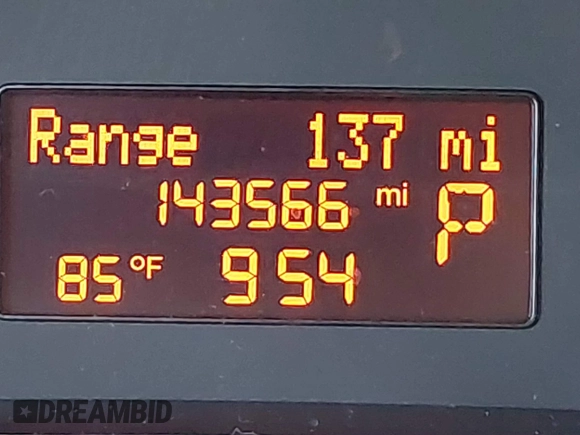 Range 137 mi
143566 mi P
85°F 954
DREAMBID